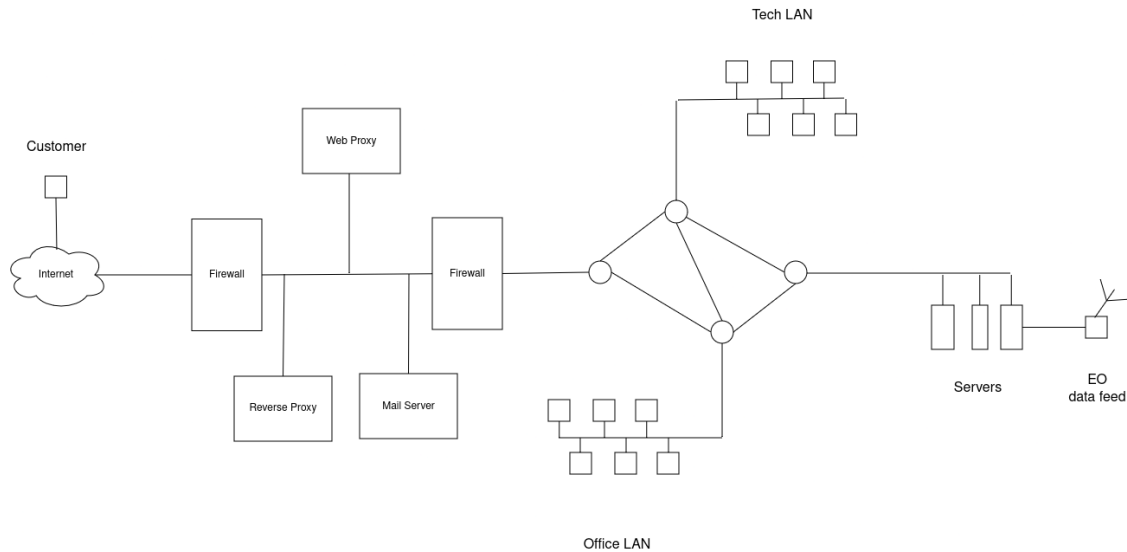 Tech LAN
Customer
Web Proxy
Internet
Firewall
Firewall
Reverse Proxy
Mail Server
Servers
EO
data feed
Office LAN